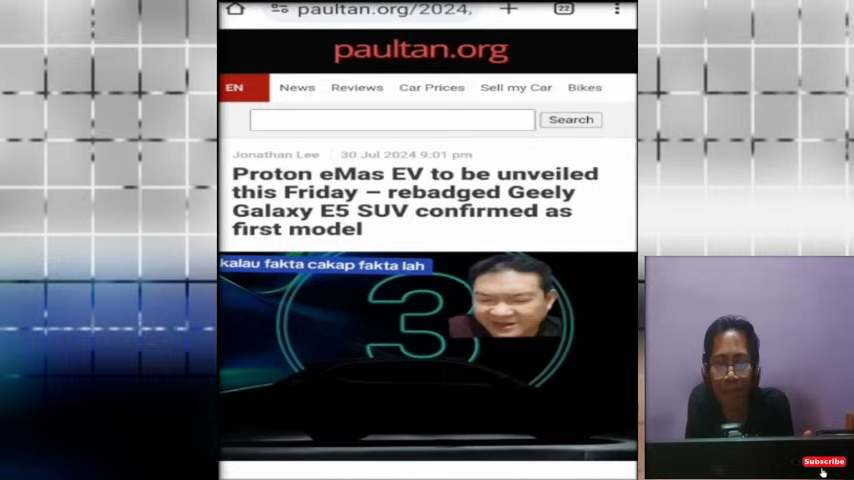 paultan.org/2024,
22
paultan.org
EN News Reviews Car Prices Sell my Car Bikes
Search
Jonathan Lee 30 Jul 2024 9:01 pm
Proton eMas EV to be unveiled
this Friday – rebadged Geely
Galaxy E5 SUV confirmed as
first model
kalau fakta cakap fakta lah
3
Subscribe